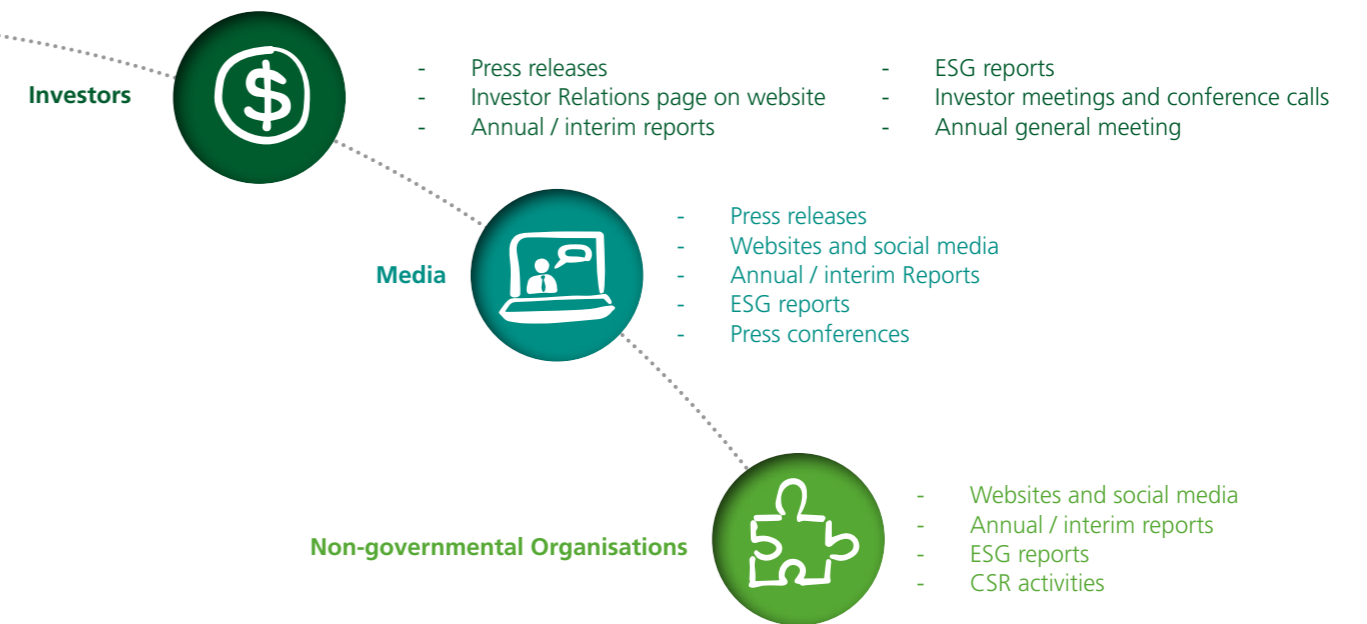 Investors
- Press releases
- Investor Relations page on website
- Annual / interim reports
- ESG reports
- Investor meetings and conference calls
- Annual general meeting
Media
- Press releases
- Websites and social media
- Annual / interim Reports
- ESG reports
- Press conferences
Non-governmental Organisations
- Websites and social media
- Annual / interim reports
- ESG reports
- CSR activities